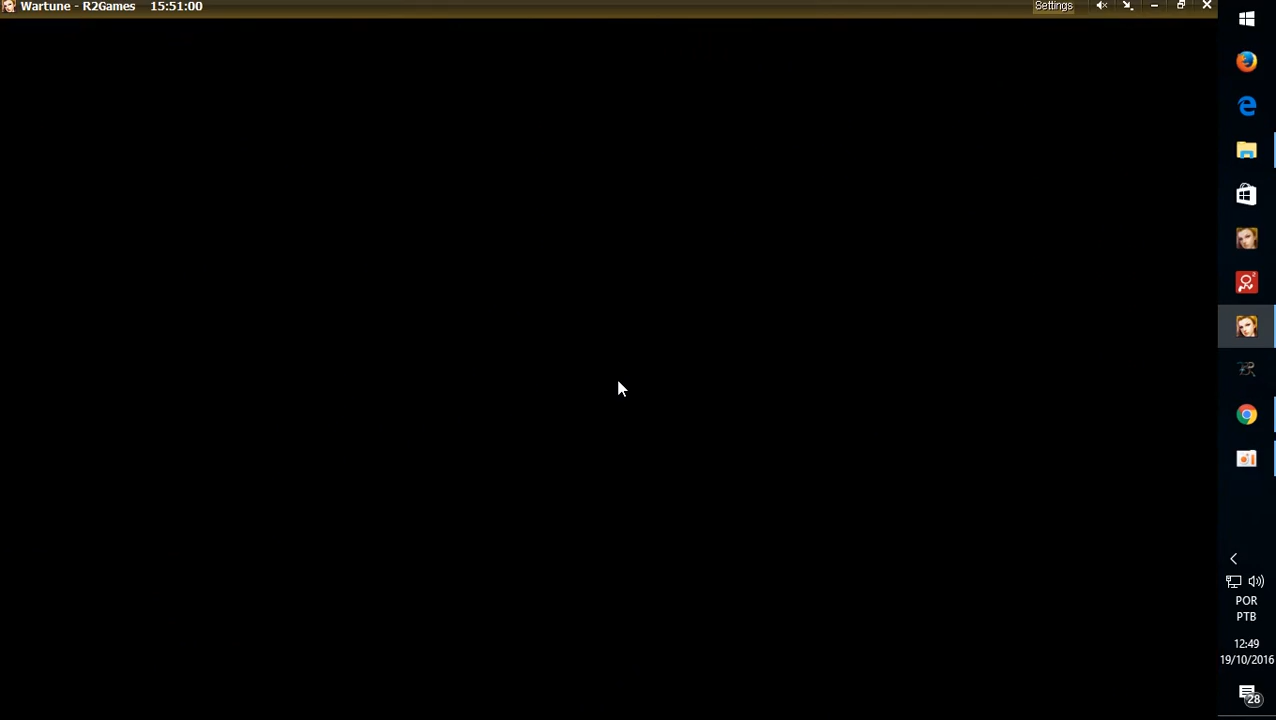 Wartune - R2Games 15:51:00
Settings
POR
PTB
12:49
19/10/2016
28